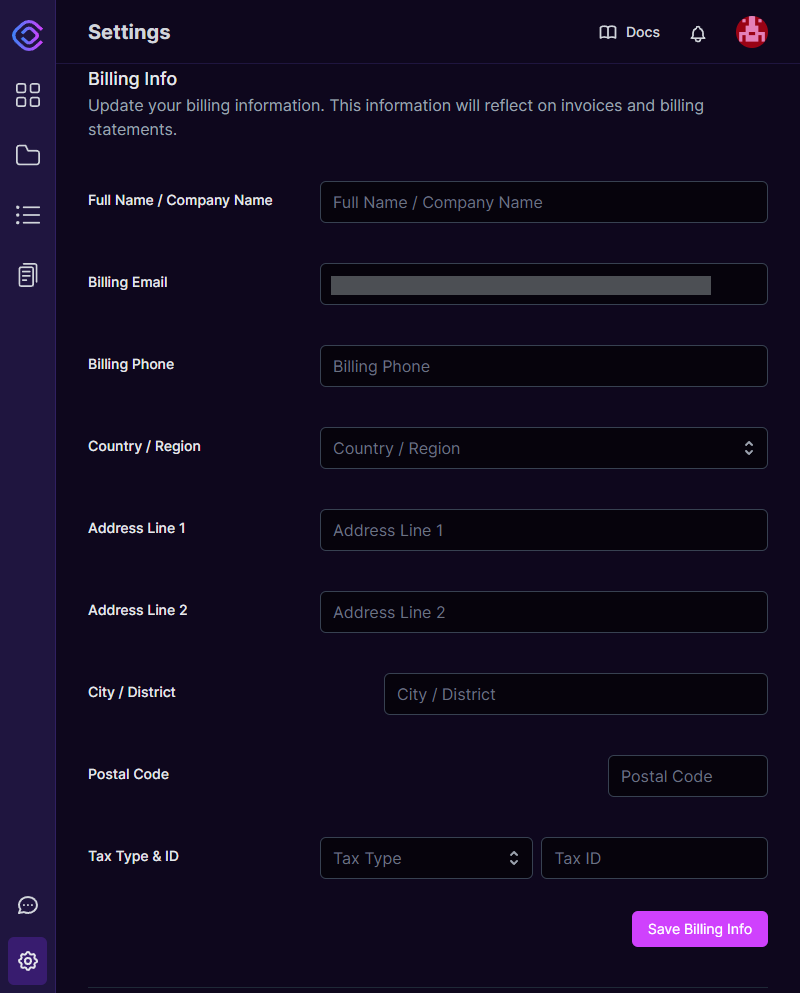 Settings
Docs
Billing Info
Update your billing information. This information will reflect on invoices and billing
statements.
Full Name / Company Name
Full Name / Company Name
Billing Email
Billing Phone
Billing Phone
Country / Region
Country / Region
Address Line 1
Address Line 1
Address Line 2
Address Line 2
City / District
City / District
Postal Code
Postal Code
Tax Type & ID
Tax Type
Tax ID
Save Billing Info